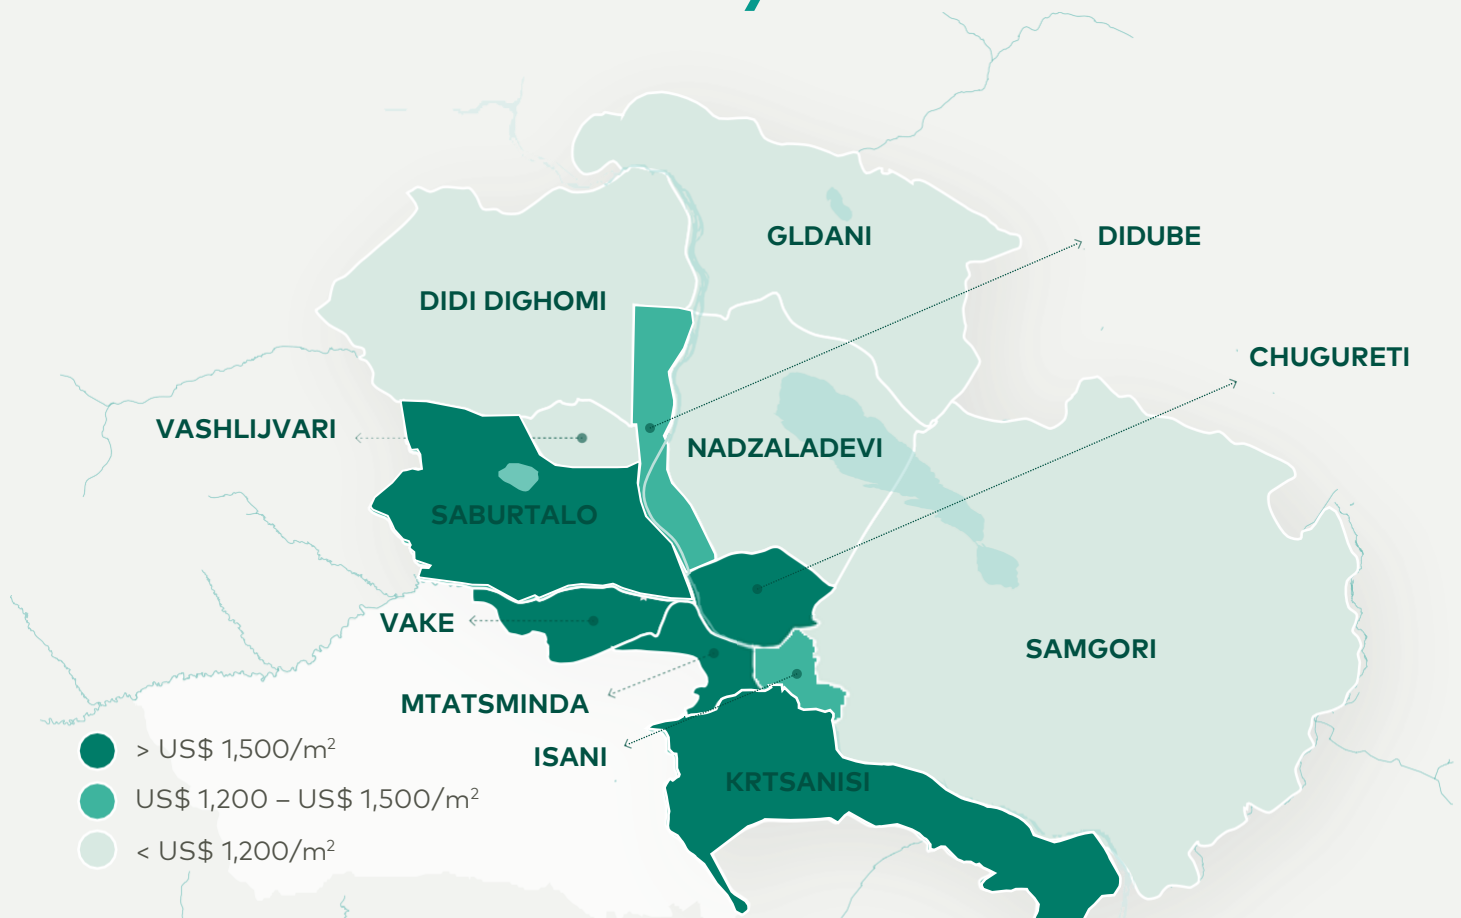 GLDANI
DIDUBE
DIDI DIGHOMI
CHUGURETI
VASHLIJVARI
NADZALADEVI
SABURTALO
VAKE
SAMGORI
MTATSMINDA
ISANI
KRTSANISI
> US$ 1,500/m²
US$ 1,200 – US$ 1,500/m²
< US$ 1,200/m²